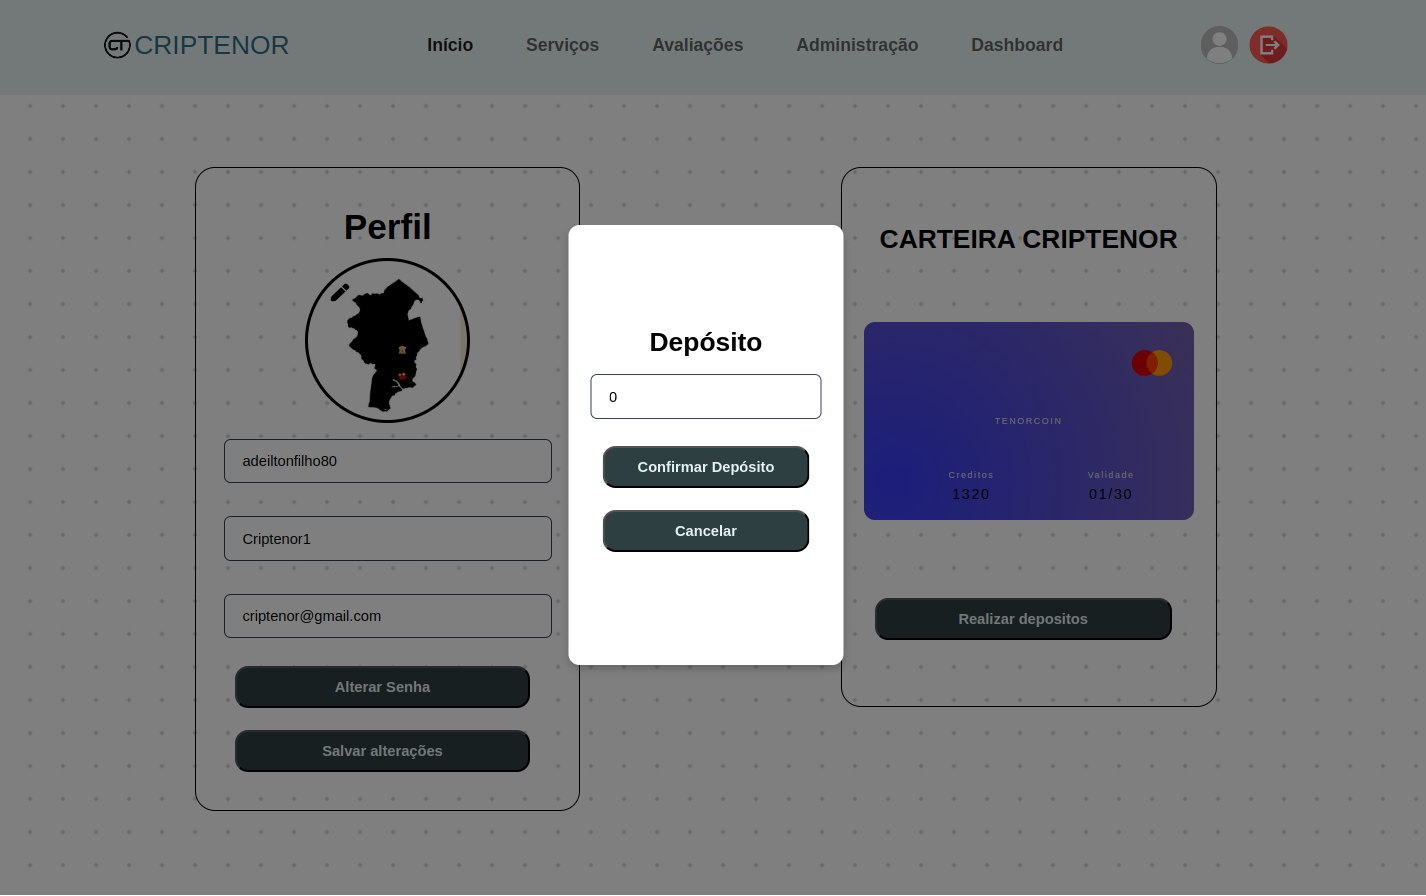 CT CRIPTENOR
Início
Serviços
Avaliações
Administração
Dashboard
Perfil
adeiltonfilho80
Criptenor1
criptenor@gmail.com
Alterar Senha
Salvar alterações
Depósito
0
Confirmar Depósito
Cancelar
CARTEIRA CRIPTENOR
TENORCOIN
Creditos
Validade
1320
01/30
Realizar depositos